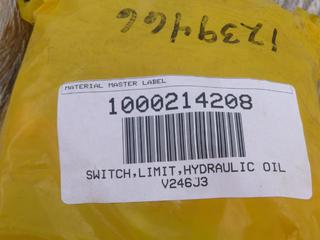 1239466
MATERIAL MASTER LABEL
1000214208
SWITCH,LIMIT,HYDRAULIC OIL
V246J3